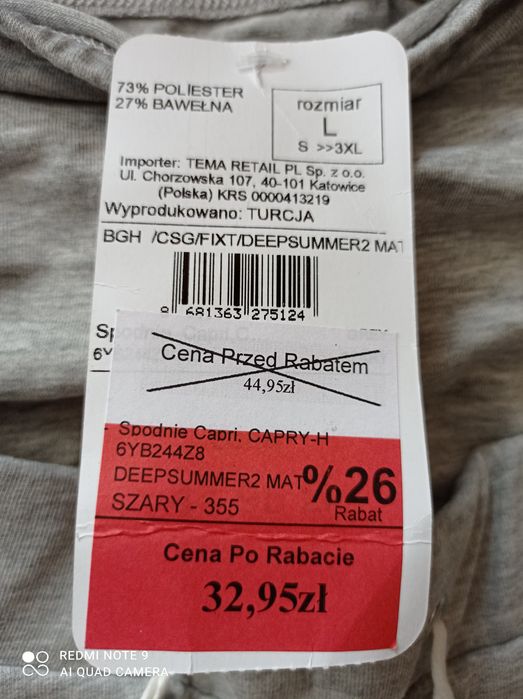 73% POLİESTER
27% BAWEŁNA
rozmiar
L
S >>3XL
Importer: TEMA RETAIL PL Sp. z o.o.
Ul. Chorzowska 107, 40-101 Katowice
(Polska) KRS 0000413219
Wyprodukowano: TURCJA
BGH /CSG/FIXT/DEEPSUMMER2 MAT
8 681363 275124
Cena Przed Rabatem
44,95zł
- Spodnie Capri. CAPRY-H
6YB244Z8
DEEPSUMMER2 MAT
SZARY - 355
%26
Rabat
Cena Po Rabacie
32,95zł
REDMI NOTE 9
AI QUAD CAMERA